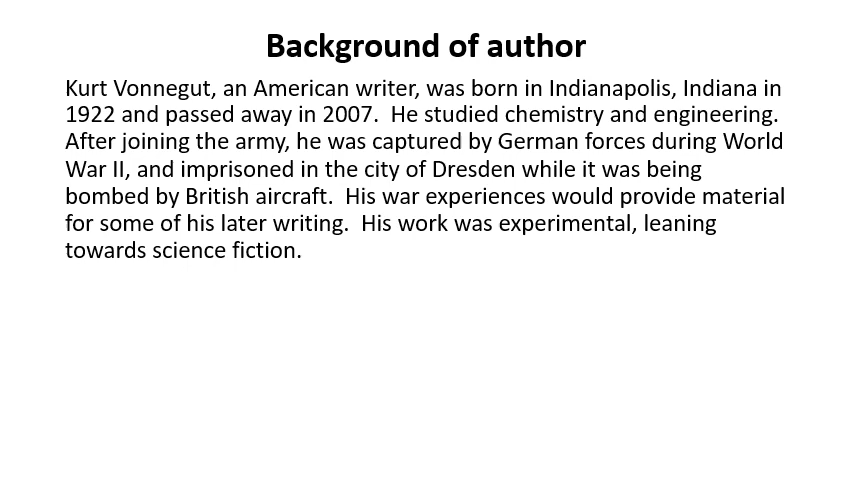 Background of author
Kurt Vonnegut, an American writer, was born in Indianapolis, Indiana in
1922 and passed away in 2007.  He studied chemistry and engineering.
After joining the army, he was captured by German forces during World
War II, and imprisoned in the city of Dresden while it was being
bombed by British aircraft.  His war experiences would provide material
for some of his later writing.  His work was experimental, leaning
towards science fiction.